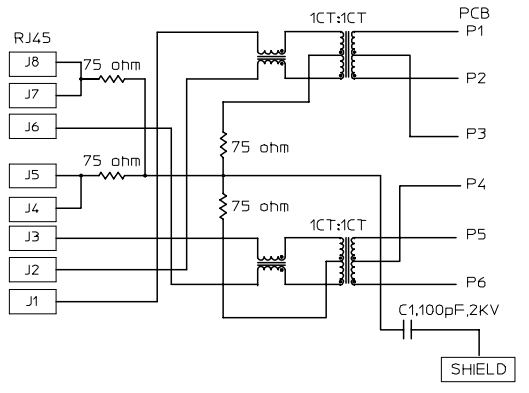 1CT:1CT
PCB
P1
RJ45
J8
75 ohm
P2
J7
J6
P3
75 ohm
75 ohm
J5
P4
J4
75 ohm
1CT:1CT
J3
P5
J2
P6
J1
C1,100pF,2KV
SHIELD